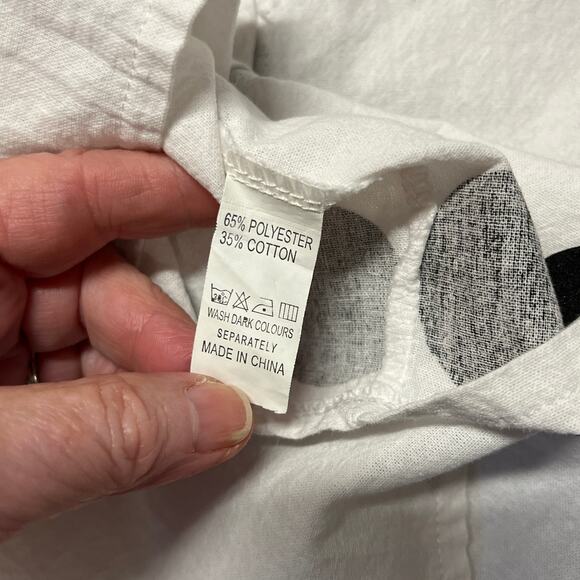 65% POLYESTER
35% COTTON
WASH DARK COLOURS
SEPARATELY
MADE IN CHINA